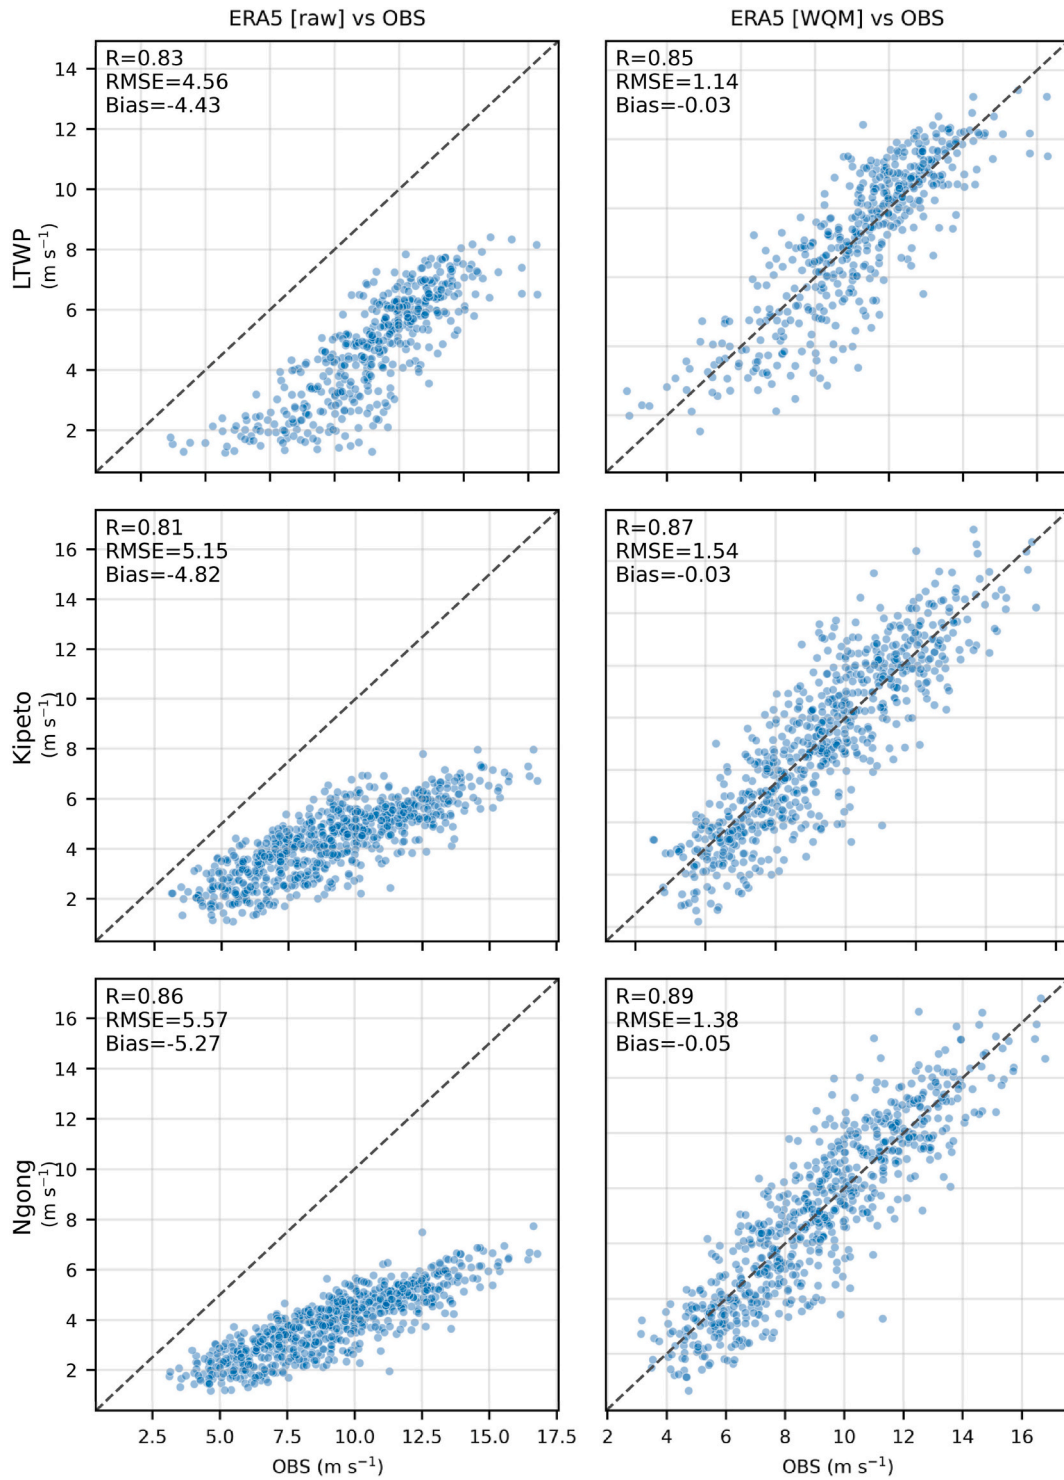 ERA5 [raw] vs OBS
ERA5 [WQM] vs OBS
R=0.83
RMSE=4.56
Bias=-4.43
R=0.85
RMSE=1.14
Bias=-0.03
14
12
10
8
6
4
2
LTWP
(m s⁻¹)
R=0.81
RMSE=5.15
Bias=-4.82
R=0.87
RMSE=1.54
Bias=-0.03
16
14
12
10
8
6
4
2
Kipeto
(m s⁻¹)
R=0.86
RMSE=5.57
Bias=-5.27
R=0.89
RMSE=1.38
Bias=-0.05
16
14
12
10
8
6
4
2
Ngong
(m s⁻¹)
2.5 5.0 7.5 10.0 12.5 15.0 17.5
2 4 6 8 10 12 14 16
OBS (m s⁻¹)
OBS (m s⁻¹)